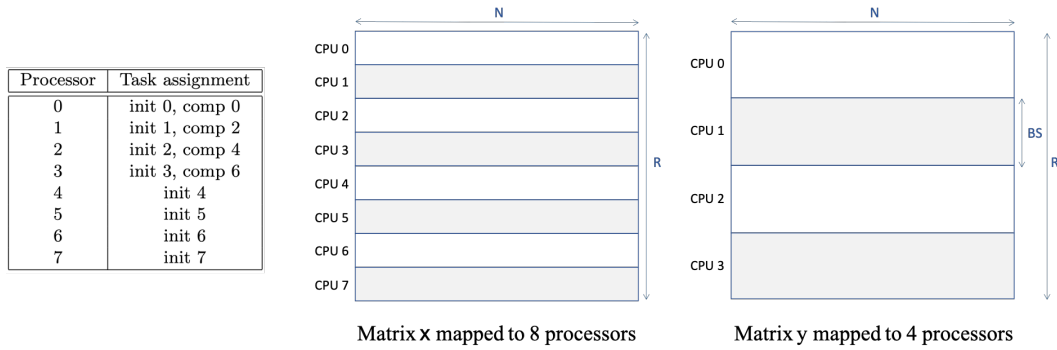 Processor Task assignment
0 init 0, comp 0
1 init 1, comp 2
2 init 2, comp 4
3 init 3, comp 6
4 init 4
5 init 5
6 init 6
7 init 7
N
CPU 0
CPU 1
CPU 2
CPU 3
CPU 4
CPU 5
CPU 6
CPU 7
R
Matrix x mapped to 8 processors
N
CPU 0
CPU 1
CPU 2
CPU 3
BS
R
Matrix y mapped to 4 processors